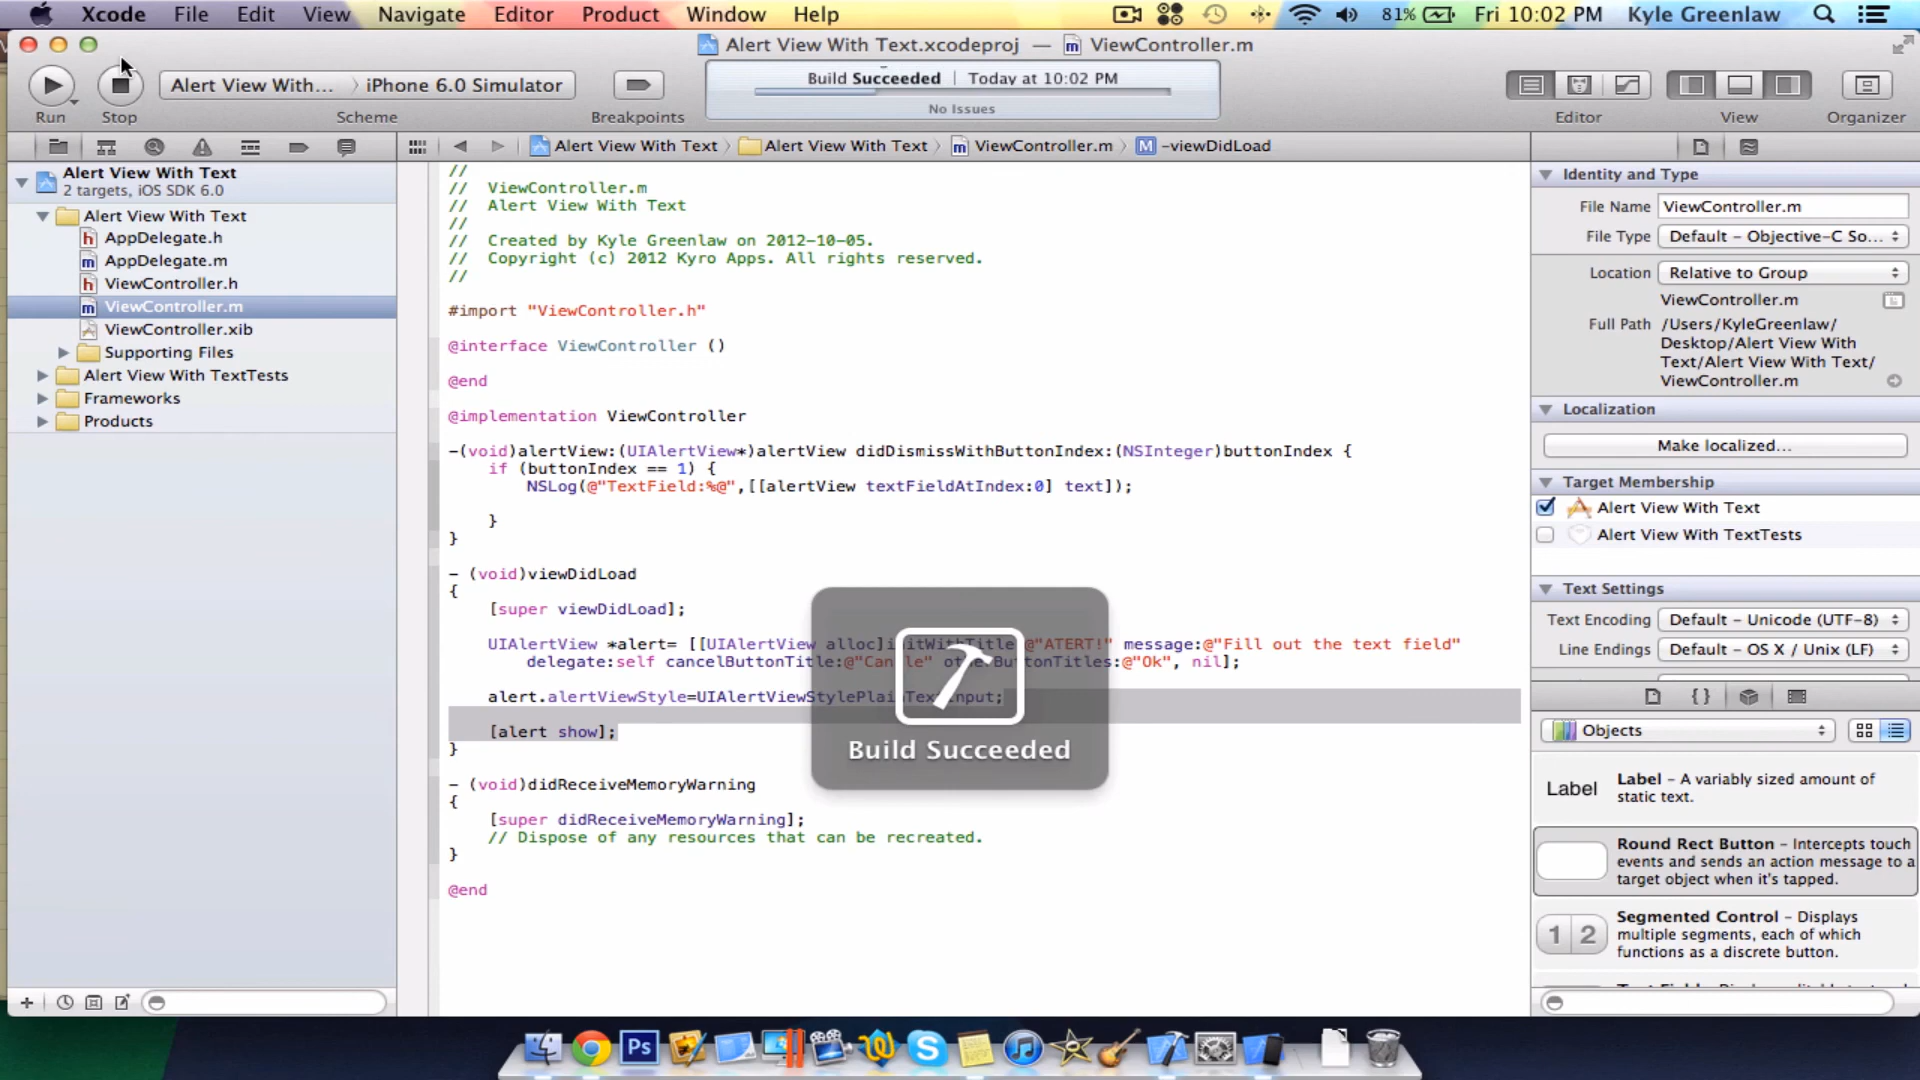 Xcode File Edit View Navigate Editor Product Window Help 81% Fri 10:02 PM Kyle Greenlaw
Alert View With Text.xcodeproj — ViewController.m
Alert View With... iPhone 6.0 Simulator
Build Succeeded | Today at 10:02 PM
No Issues
Run Stop Scheme Breakpoints Editor View Organizer
Alert View With Text Alert View With Text ViewController.m M -viewDidLoad
Alert View With Text
2 targets, iOS SDK 6.0
Alert View With Text
h AppDelegate.h
m AppDelegate.m
h ViewController.h
m ViewController.m
ViewController.xib
Supporting Files
Alert View With TextTests
Frameworks
Products
//
// ViewController.m
// Alert View With Text
//
// Created by Kyle Greenlaw on 2012-10-05.
// Copyright (c) 2012 Kyro Apps. All rights reserved.
//
#import "ViewController.h"
@interface ViewController ()
@end
@implementation ViewController
-(void)alertView:(UIAlertView*)alertView didDismissWithButtonIndex:(NSInteger)buttonIndex {
if (buttonIndex == 1) {
NSLog(@"TextField:%@",[[alertView textFieldAtIndex:0] text]);
}
}
- (void)viewDidLoad
{
[super viewDidLoad];
UIAlertView *alert= [[UIAlertView alloc]initWithTitle:@"ATERT!" message:@"Fill out the text field"
delegate:self cancelButtonTitle:@"Cancle" otherButtonTitles:@"Ok", nil];
alert.alertViewStyle=UIAlertViewStylePlainTextInput;
[alert show];
}
- (void)didReceiveMemoryWarning
{
[super didReceiveMemoryWarning];
// Dispose of any resources that can be recreated.
}
@end
Build Succeeded
Identity and Type
File Name ViewController.m
File Type Default - Objective-C So...
Location Relative to Group
ViewController.m
Full Path /Users/KyleGreenlaw/
Desktop/Alert View With
Text/Alert View With Text/
ViewController.m
Localization
Make localized...
Target Membership
Alert View With Text
Alert View With TextTests
Text Settings
Text Encoding Default - Unicode (UTF-8)
Line Endings Default - OS X / Unix (LF)
{ }
Objects
Label
Label - A variably sized amount of
static text.
Round Rect Button - Intercepts touch
events and sends an action message to a
target object when it's tapped.
1 2
Segmented Control - Displays
multiple segments, each of which
functions as a discrete button.
Ps
S